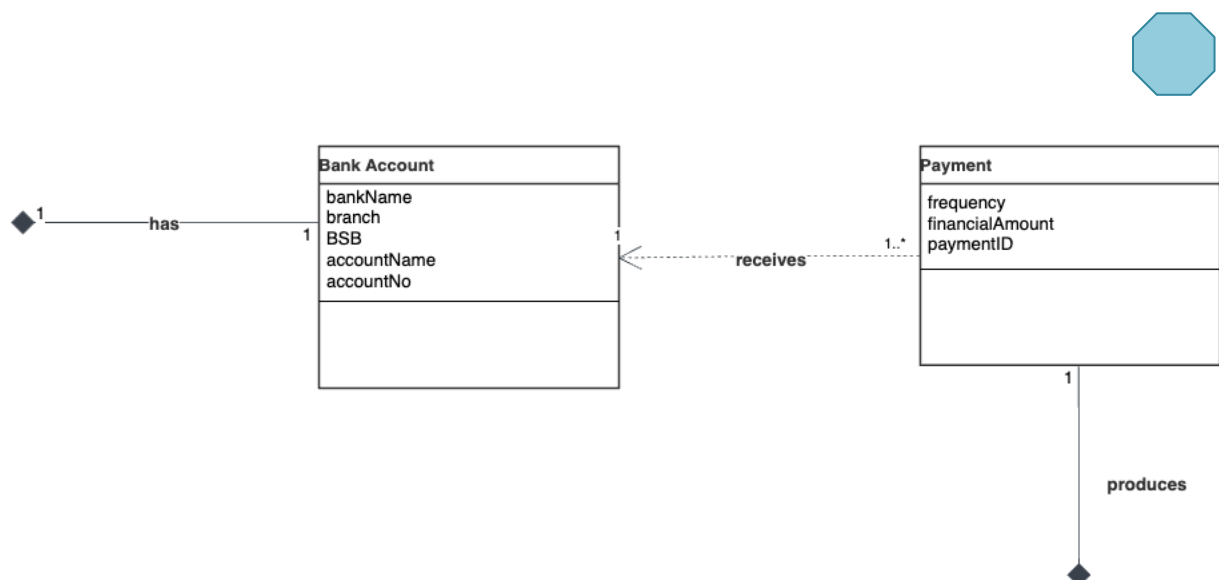 Bank Account
bankName
branch
BSB
accountName
accountNo
1
has
1
1
receives
1..*
Payment
frequency
financialAmount
paymentID
1
produces